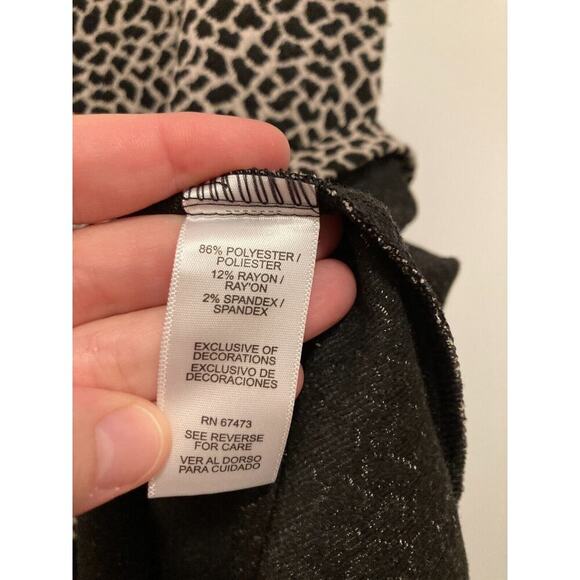 86% POLYESTER /
POLIESTER
12% RAYON /
RAY'ON
2% SPANDEX /
SPANDEX
EXCLUSIVE OF
DECORATIONS
EXCLUSIVO DE
DECORACIONES
RN 67473
SEE REVERSE
FOR CARE
VER AL DORSO
PARA CUIDADO